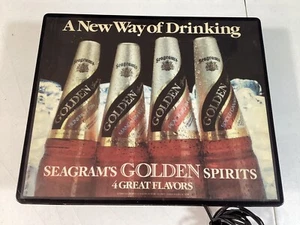 A New Way of Drinking
Seagram's
Seagram's
Seagram's
Seagram's
GOLDEN
GOLDEN
GOLDEN
GOLDEN
SEAGRAM'S GOLDEN SPIRITS
4 GREAT FLAVORS